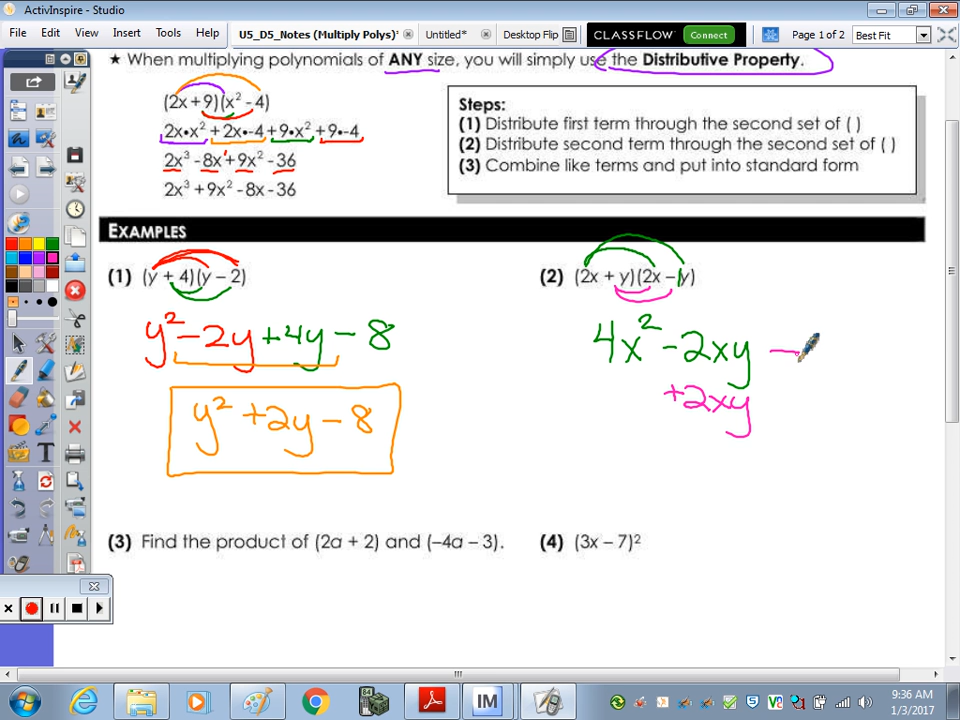 ActivInspire - Studio
File Edit View Insert Tools Help
U5_D5_Notes (Multiply Polys)* Untitled* Desktop Flip CLASSFLOW Connect Page 1 of 2 Best Fit
★ When multiplying polynomials of ANY size, you will simply use the Distributive Property.
(2x + 9)(x² - 4)
2x•x² + 2x•-4 + 9•x² + 9•-4
2x³ - 8x + 9x² - 36
2x³ + 9x² - 8x - 36
Steps:
(1) Distribute first term through the second set of ( )
(2) Distribute second term through the second set of ( )
(3) Combine like terms and put into standard form
EXAMPLES
(1) (y + 4)(y – 2)
y² – 2y + 4y – 8
y² + 2y – 8
(2) (2x + y)(2x – y)
4x² – 2xy –
+2xy
(3) Find the product of (2a + 2) and (–4a – 3).
(4) (3x – 7)²
IM
V2
9:36 AM
1/3/2017